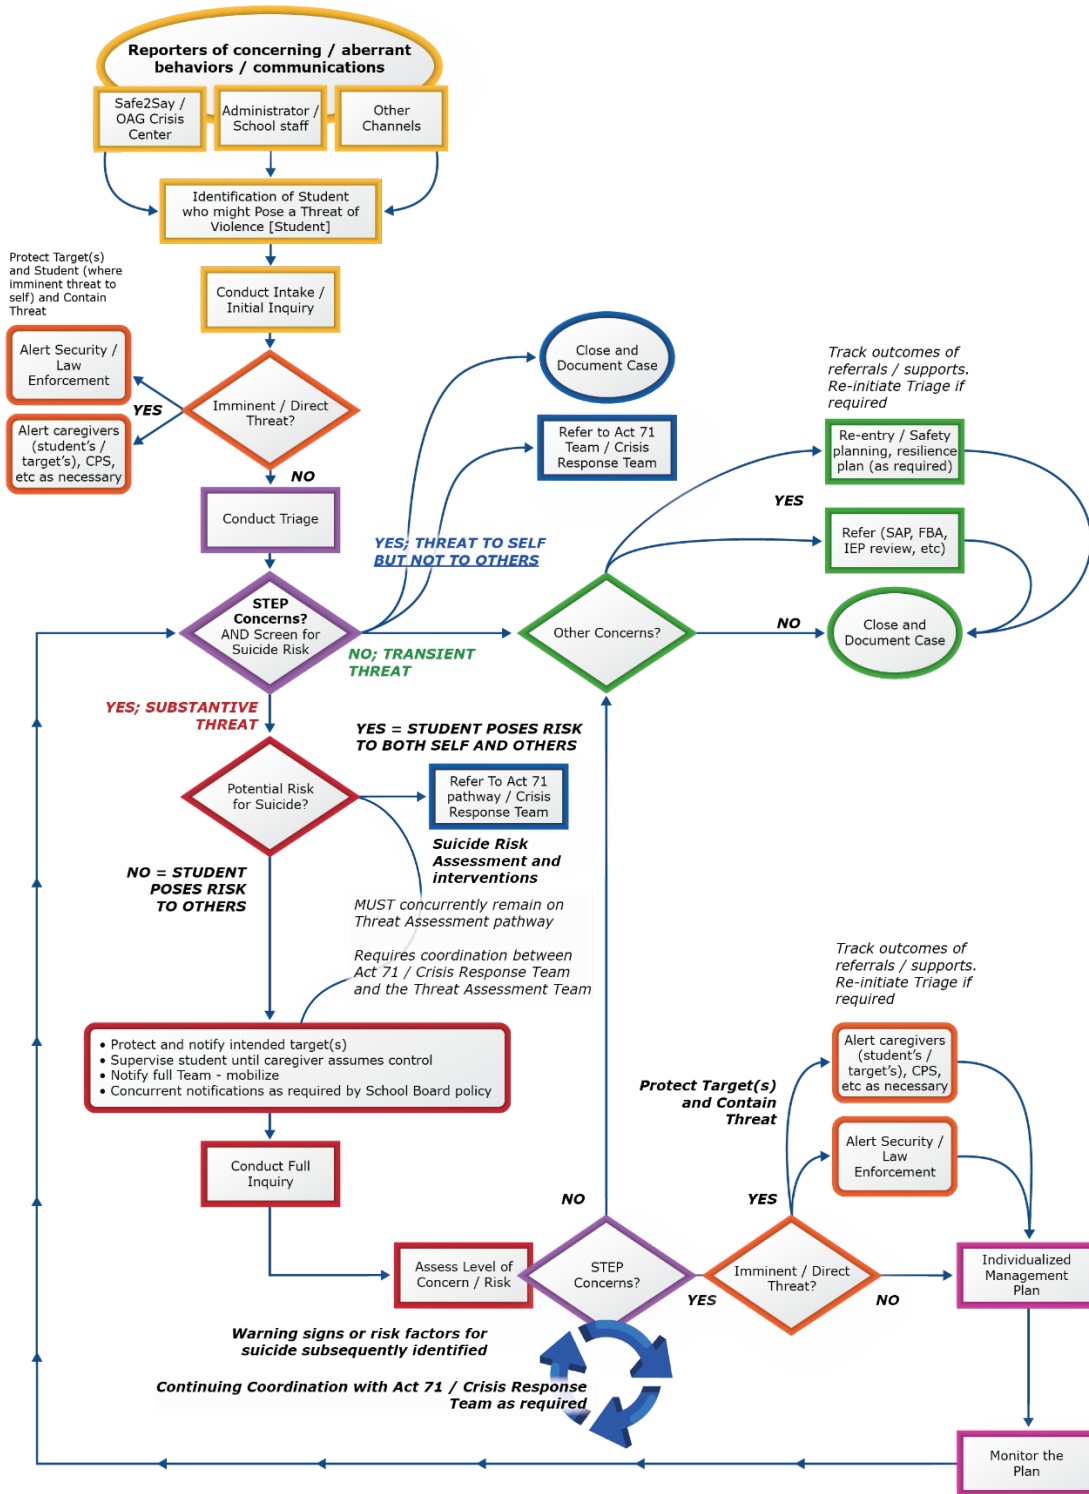 Reporters of concerning / aberrant
behaviors / communications
Safe2Say /
OAG Crisis
Center
Administrator /
School staff
Other
Channels
Identification of Student
who might Pose a Threat of
Violence [Student]
Protect Target(s)
and Student (where
imminent threat to
self) and Contain
Threat
Conduct Intake /
Initial Inquiry
Alert Security /
Law
Enforcement
YES
Alert caregivers
(student's /
target's), CPS,
etc as necessary
Imminent / Direct
Threat?
NO
Conduct Triage
Close and
Document Case
Refer to Act 71
Team / Crisis
Response Team
YES; THREAT TO SELF
BUT NOT TO OTHERS
STEP
Concerns?
AND Screen for
Suicide Risk
NO; TRANSIENT
THREAT
Other Concerns?
Track outcomes of
referrals / supports.
Re-initiate Triage if
required
Re-entry / Safety
planning, resilience
plan (as required)
YES
Refer (SAP, FBA,
IEP review, etc)
NO
Close and
Document Case
YES; SUBSTANTIVE
THREAT
YES = STUDENT POSES RISK
TO BOTH SELF AND OTHERS
Potential Risk
for Suicide?
Refer To Act 71
pathway / Crisis
Response Team
Suicide Risk
Assessment and
interventions
NO = STUDENT
POSES RISK
TO OTHERS
MUST concurrently remain on
Threat Assessment pathway
Requires coordination between
Act 71 / Crisis Response Team
and the Threat Assessment Team
• Protect and notify intended target(s)
• Supervise student until caregiver assumes control
• Notify full Team - mobilize
• Concurrent notifications as required by School Board policy
Conduct Full
Inquiry
Assess Level of
Concern / Risk
NO
STEP
Concerns?
YES
Imminent / Direct
Threat?
Protect Target(s)
and Contain
Threat
YES
Track outcomes of
referrals / supports.
Re-initiate Triage if
required
Alert caregivers
(student's /
target's), CPS,
etc as necessary
Alert Security /
Law
Enforcement
NO
Individualized
Management
Plan
Warning signs or risk factors for
suicide subsequently identified
Continuing Coordination with Act 71 / Crisis Response
Team as required
Monitor the
Plan